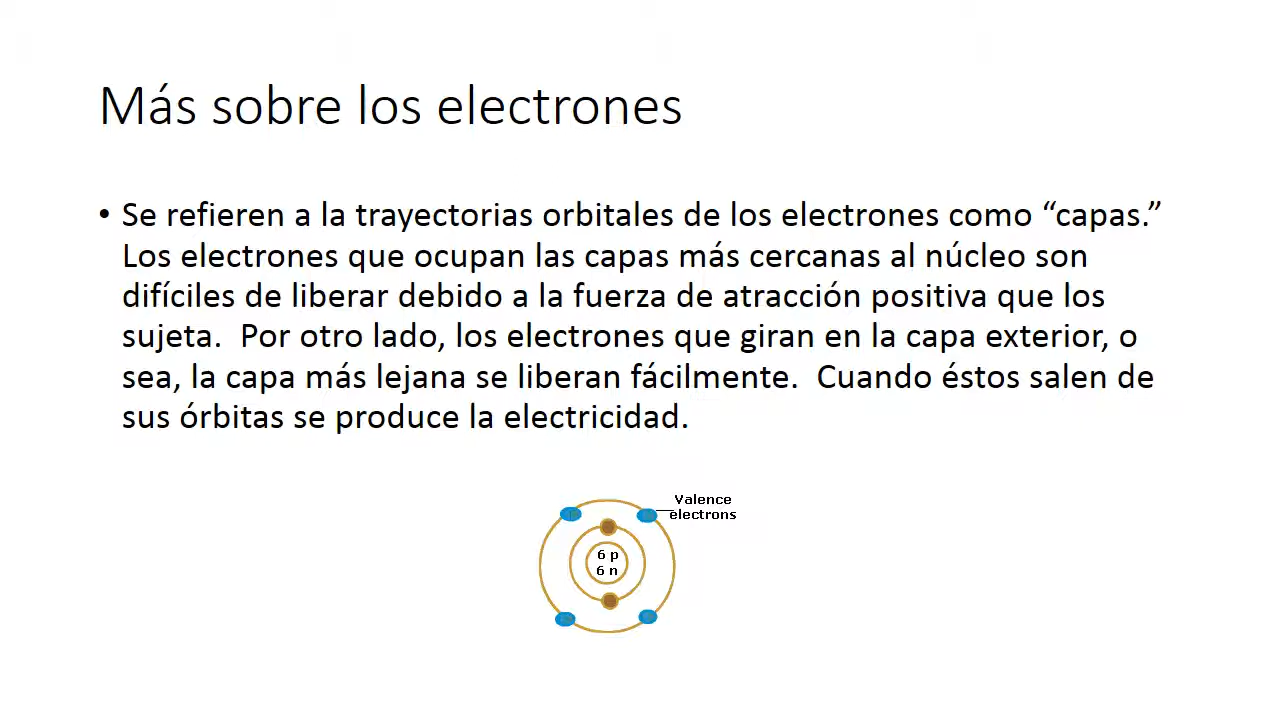 Más sobre los electrones
• Se refieren a la trayectorias orbitales de los electrones como “capas.”
Los electrones que ocupan las capas más cercanas al núcleo son
difíciles de liberar debido a la fuerza de atracción positiva que los
sujeta.  Por otro lado, los electrones que giran en la capa exterior, o
sea, la capa más lejana se liberan fácilmente.  Cuando éstos salen de
sus órbitas se produce la electricidad.
Valence
electrons
6 p
6 n